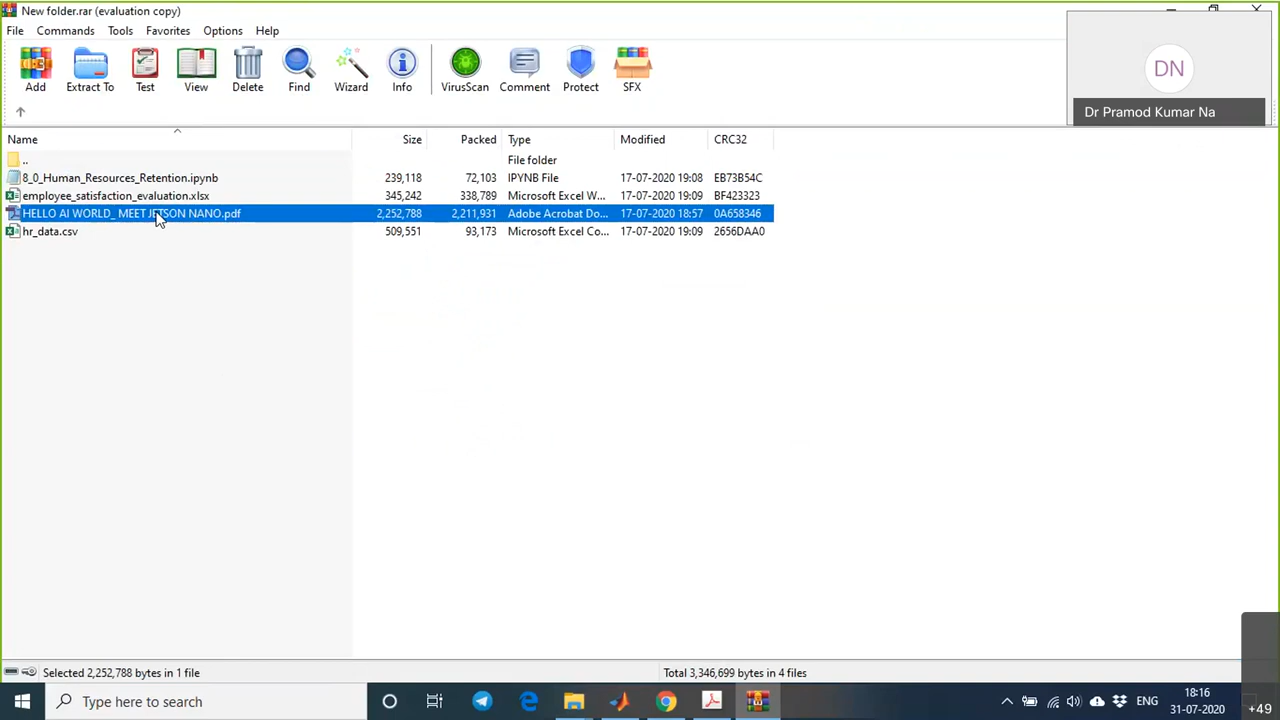 New folder.rar (evaluation copy)
File Commands Tools Favorites Options Help
Add Extract To Test View Delete Find Wizard Info VirusScan Comment Protect SFX
DN
Dr Pramod Kumar Na
Name Size Packed Type Modified CRC32
.. File folder
8_0_Human_Resources_Retention.ipynb 239,118 72,103 IPYNB File 17-07-2020 19:08 EB73B54C
employee_satisfaction_evaluation.xlsx 345,242 338,789 Microsoft Excel W... 17-07-2020 19:09 BF423323
HELLO AI WORLD_ MEET JETSON NANO.pdf 2,252,788 2,211,931 Adobe Acrobat Do... 17-07-2020 18:57 0A658346
hr_data.csv 509,551 93,173 Microsoft Excel Co... 17-07-2020 19:09 2656DAA0
Selected 2,252,788 bytes in 1 file Total 3,346,699 bytes in 4 files
Type here to search ENG 18:16
31-07-2020
+49